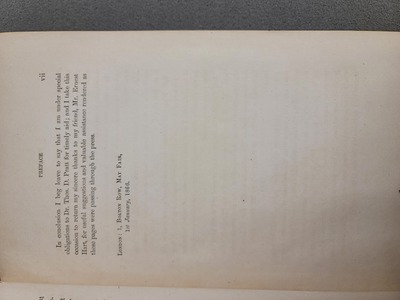 PREFACE vii
In conclusion I beg leave to say that I am under special
obligations to Dr. Thos. D. Pratt for timely aid; and I take this
occasion to return my sincere thanks to my friend, Mr. Ernest
Hart, for useful suggestions and valuable assistance rendered as
these pages were passing through the press.
LONDON: 1, BOLTON ROW, MAY FAIR,
1st January, 1864.